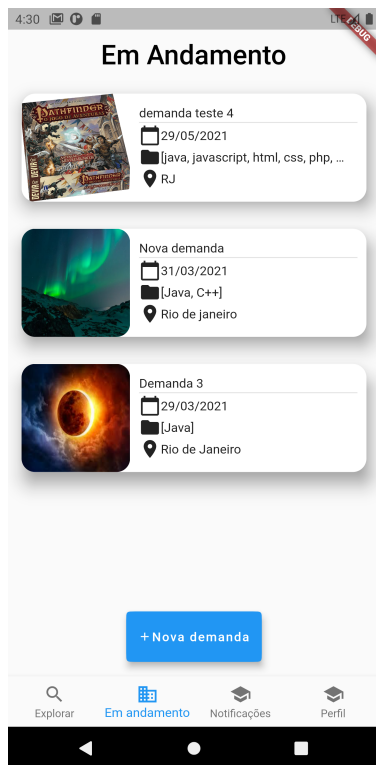 4:30
LTE
DEBUG
Em Andamento
PATHFINDER
DEVIR
demanda teste 4
29/05/2021
[java, javascript, html, css, php, ...
RJ
Nova demanda
31/03/2021
[Java, C++]
Rio de janeiro
Demanda 3
29/03/2021
[Java]
Rio de Janeiro
+Nova demanda
Explorar
Em andamento
Notificações
Perfil